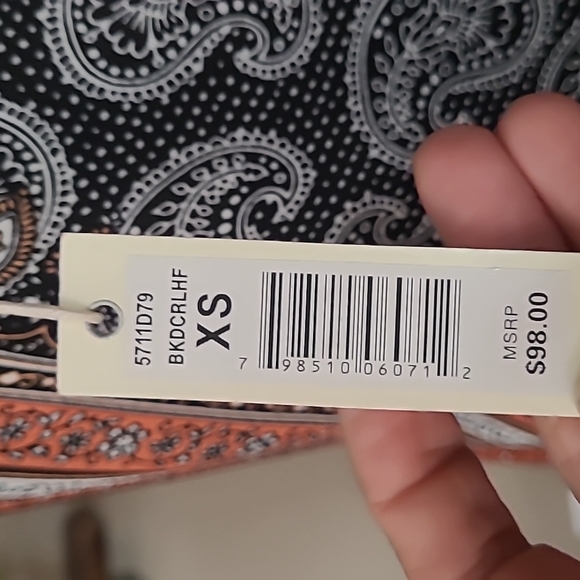 5711D79
BKDCRLHF
XS
7 98510 06071 2
MSRP
$98.00